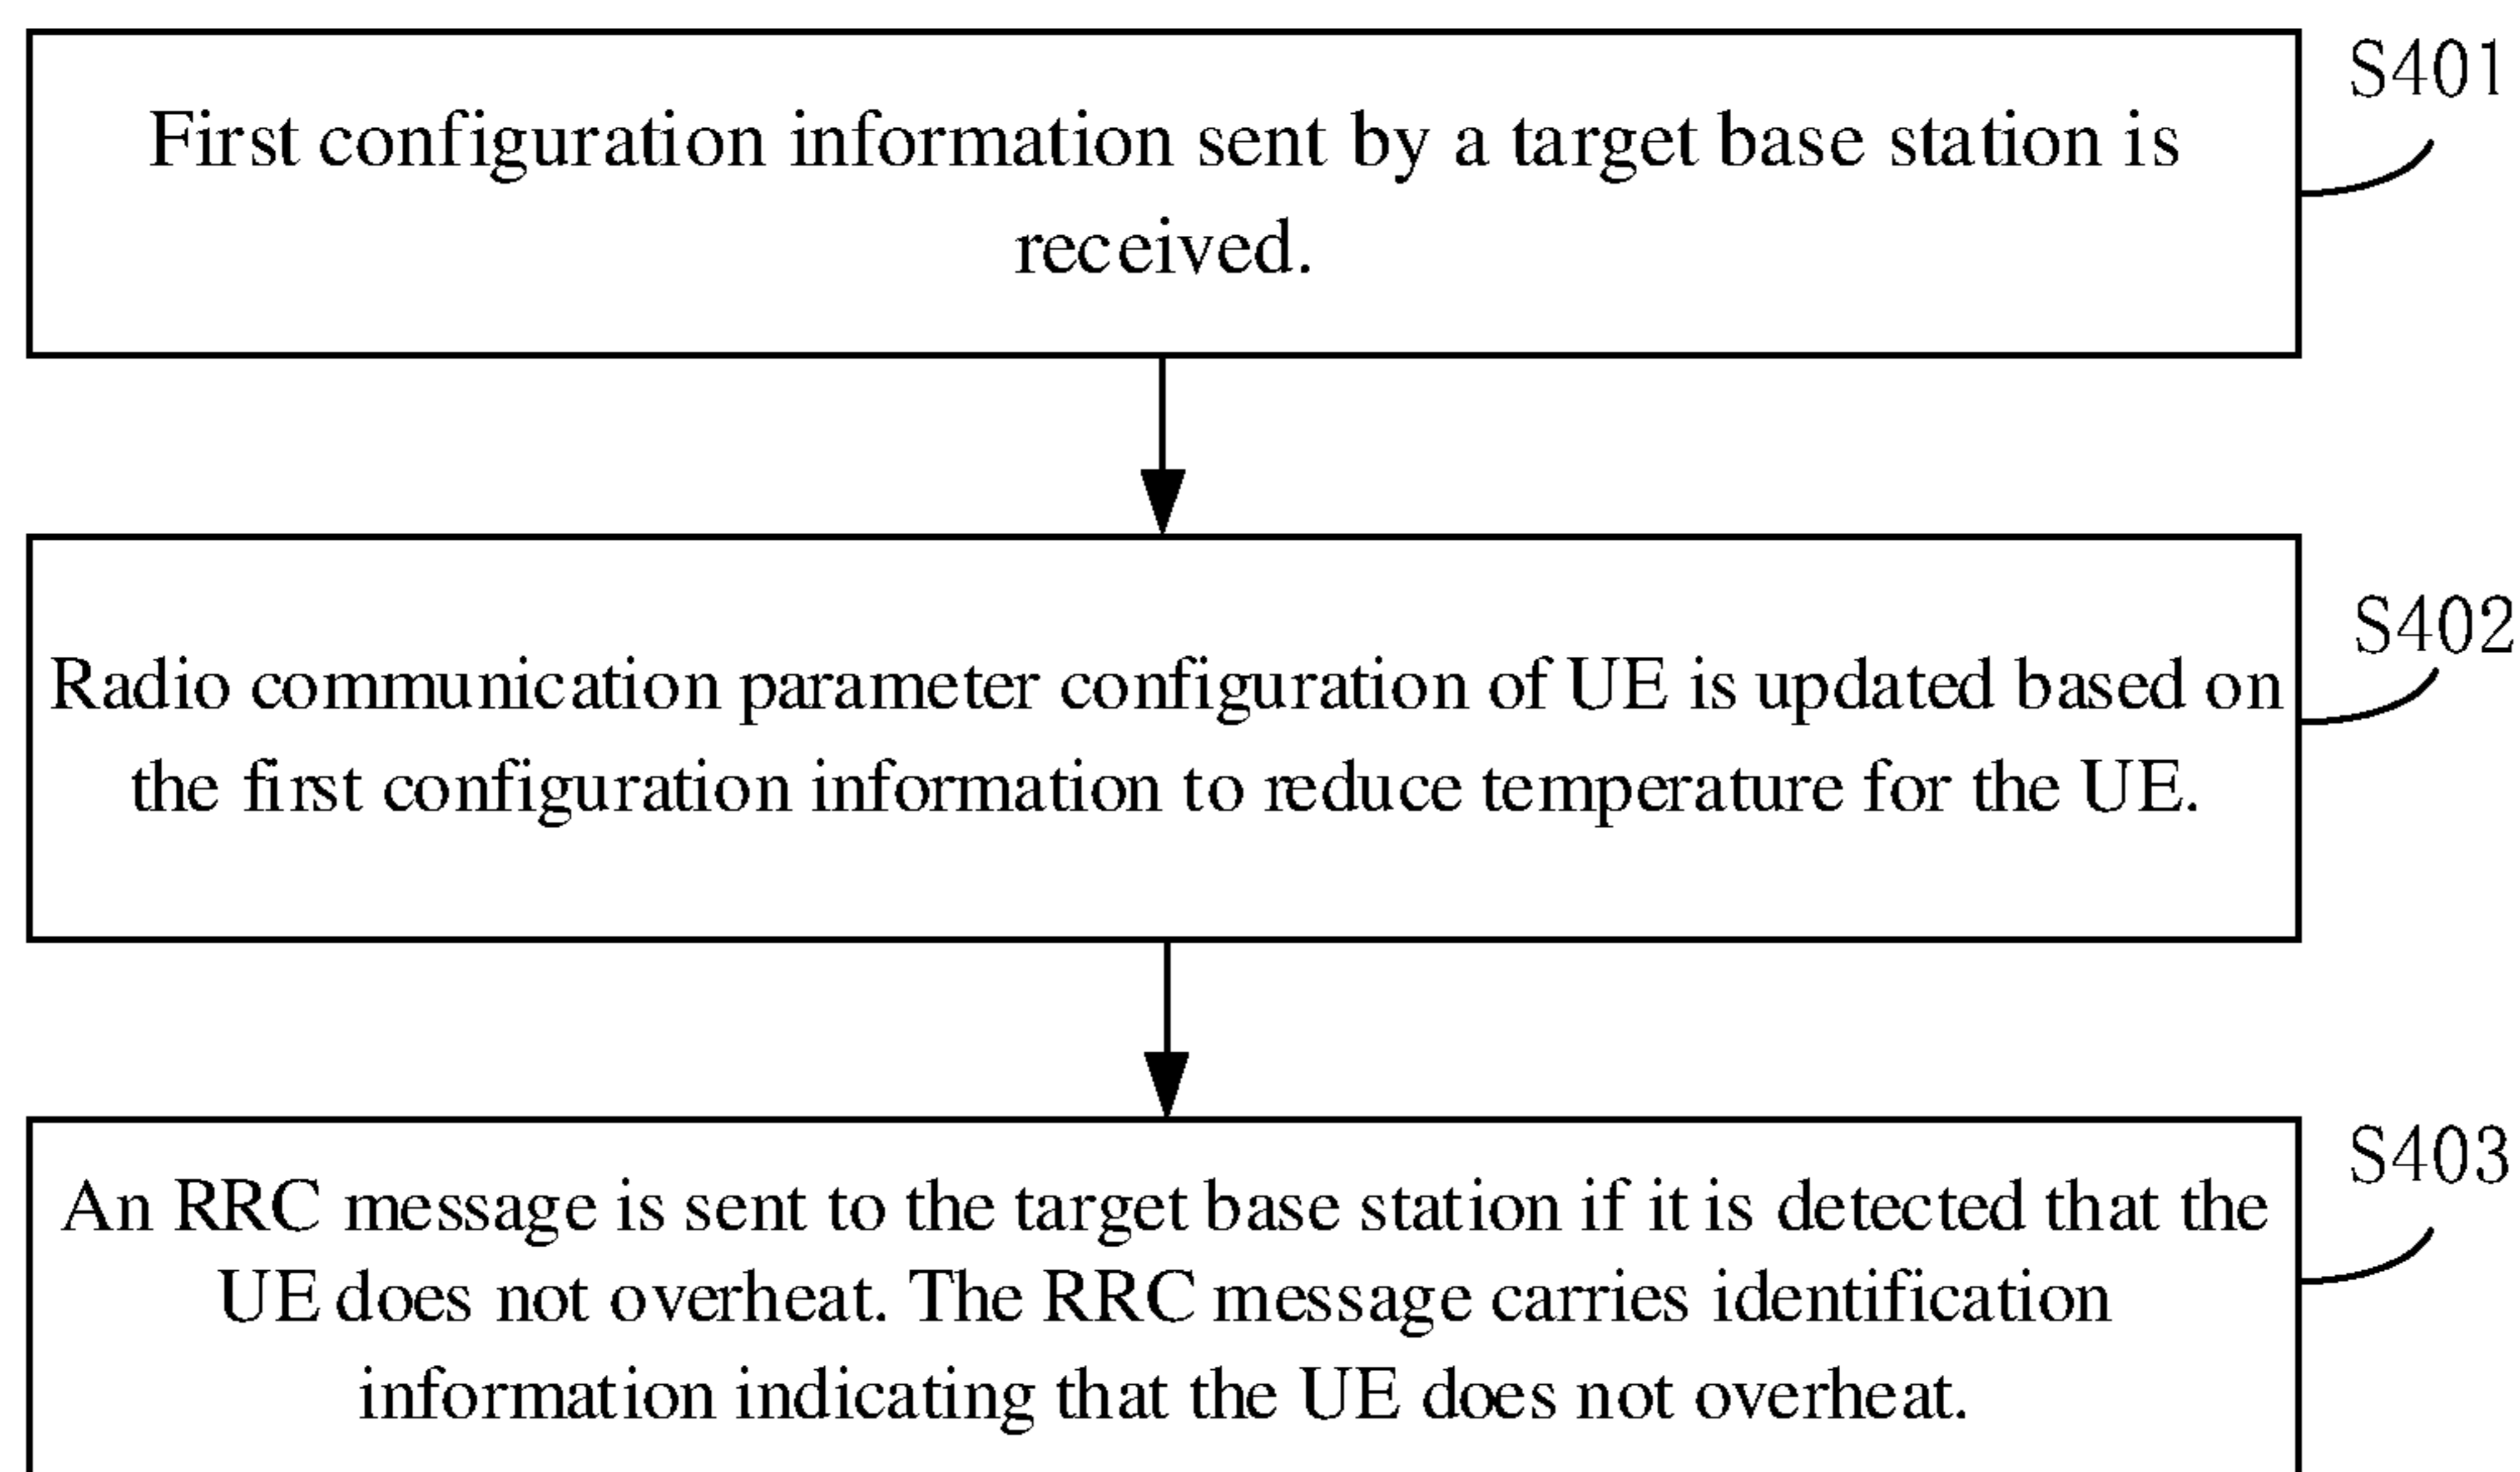 S401
First configuration information sent by a target base station is
received.
S402
Radio communication parameter configuration of UE is updated based on
the first configuration information to reduce temperature for the UE.
S403
An RRC message is sent to the target base station if it is detected that the
UE does not overheat. The RRC message carries identification
information indicating that the UE does not overheat.